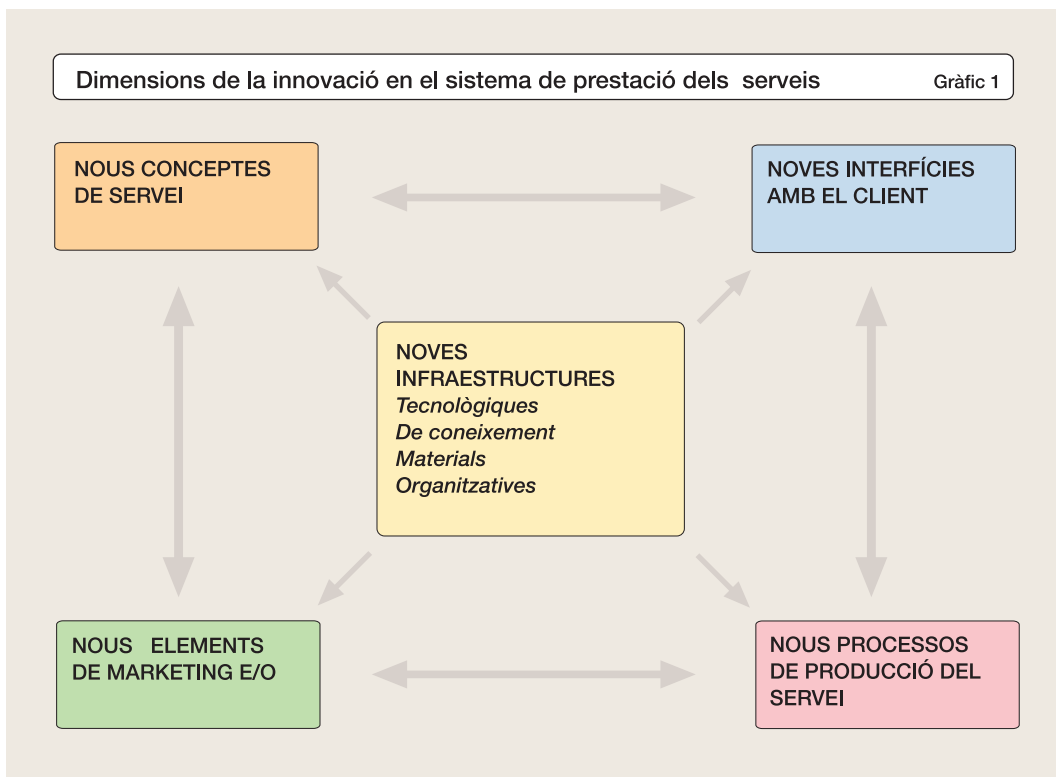 Dimensions de la innovació en el sistema de prestació dels serveis
Gràfic 1
NOUS CONCEPTES
DE SERVEI
NOVES INTERFÍCIES
AMB EL CLIENT
NOVES
INFRAESTRUCTURES
Tecnològiques
De coneixement
Materials
Organitzatives
NOUS ELEMENTS
DE MARKETING E/O
NOUS PROCESSOS
DE PRODUCCIÓ DEL
SERVEI